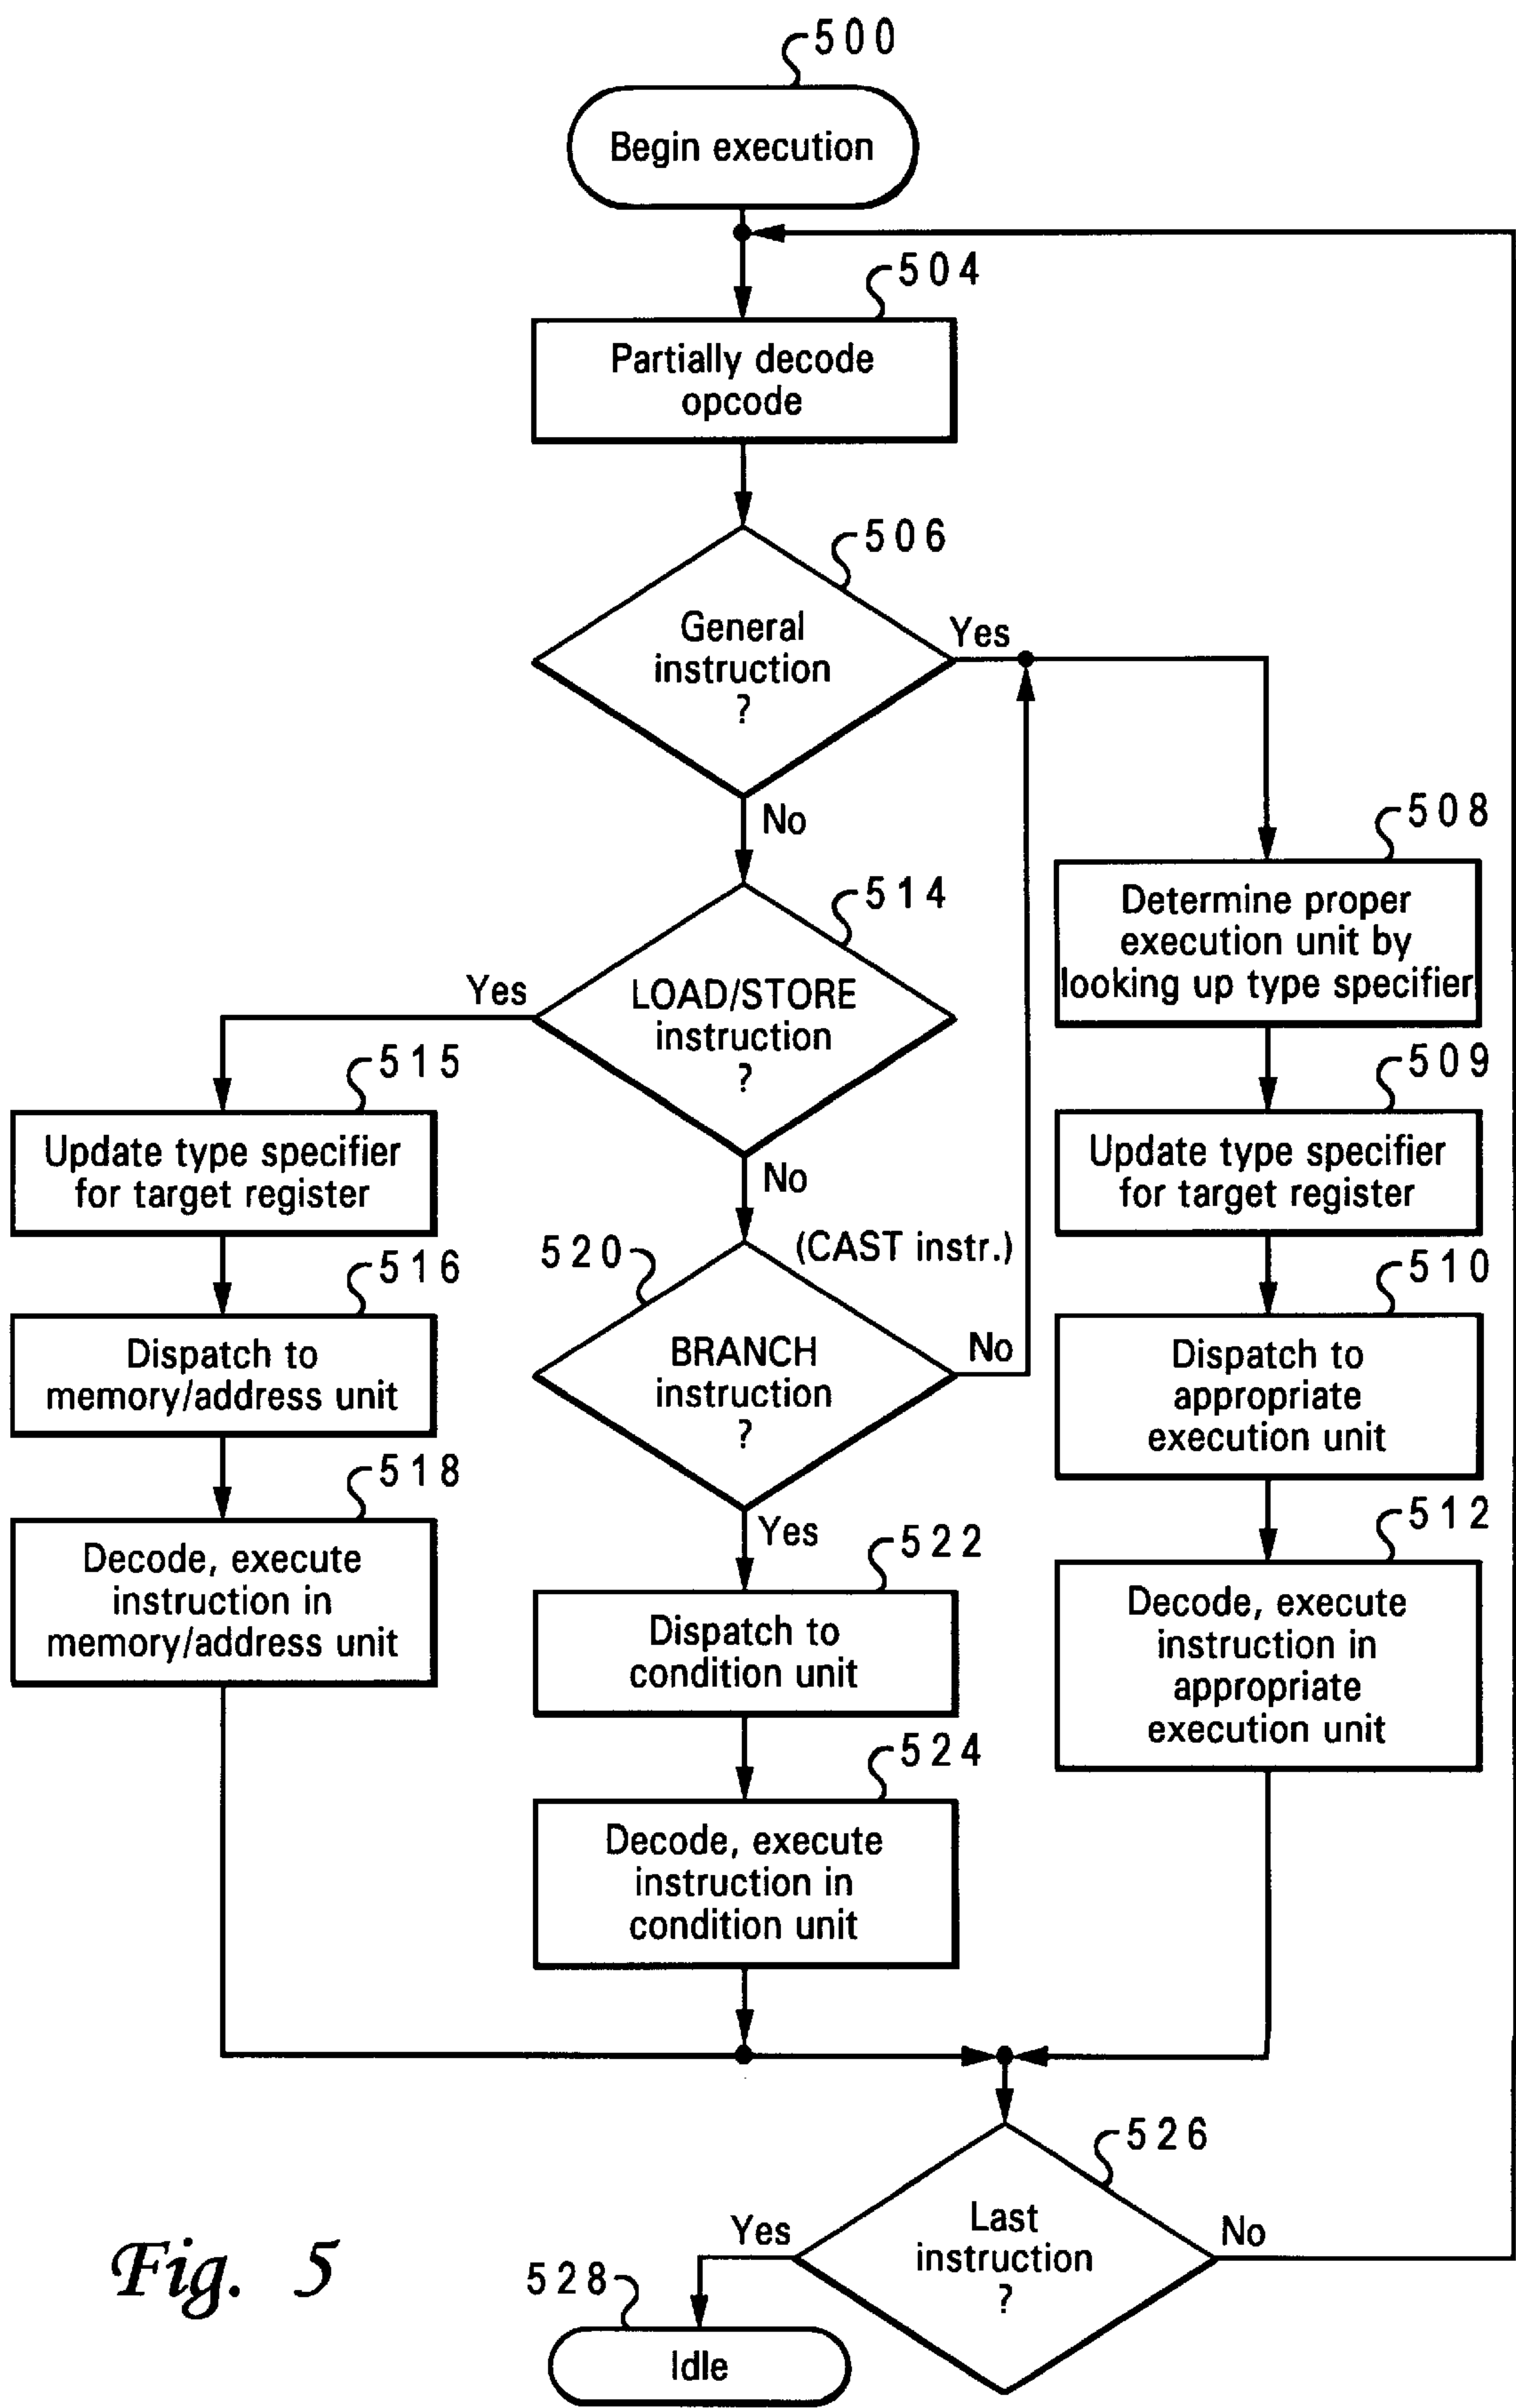 500
Begin execution
504
Partially decode
opcode
506
General
instruction
?
Yes
No
508
Determine proper
execution unit by
looking up type specifier
514
LOAD/STORE
instruction
?
Yes
No
515
Update type specifier
for target register
509
Update type specifier
for target register
516
Dispatch to
memory/address unit
520
(CAST instr.)
BRANCH
instruction
?
No
Yes
510
Dispatch to
appropriate
execution unit
518
Decode, execute
instruction in
memory/address unit
522
Dispatch to
condition unit
512
Decode, execute
instruction in
appropriate
execution unit
524
Decode, execute
instruction in
condition unit
526
Last
instruction
?
Yes
No
528
Idle
Fig. 5